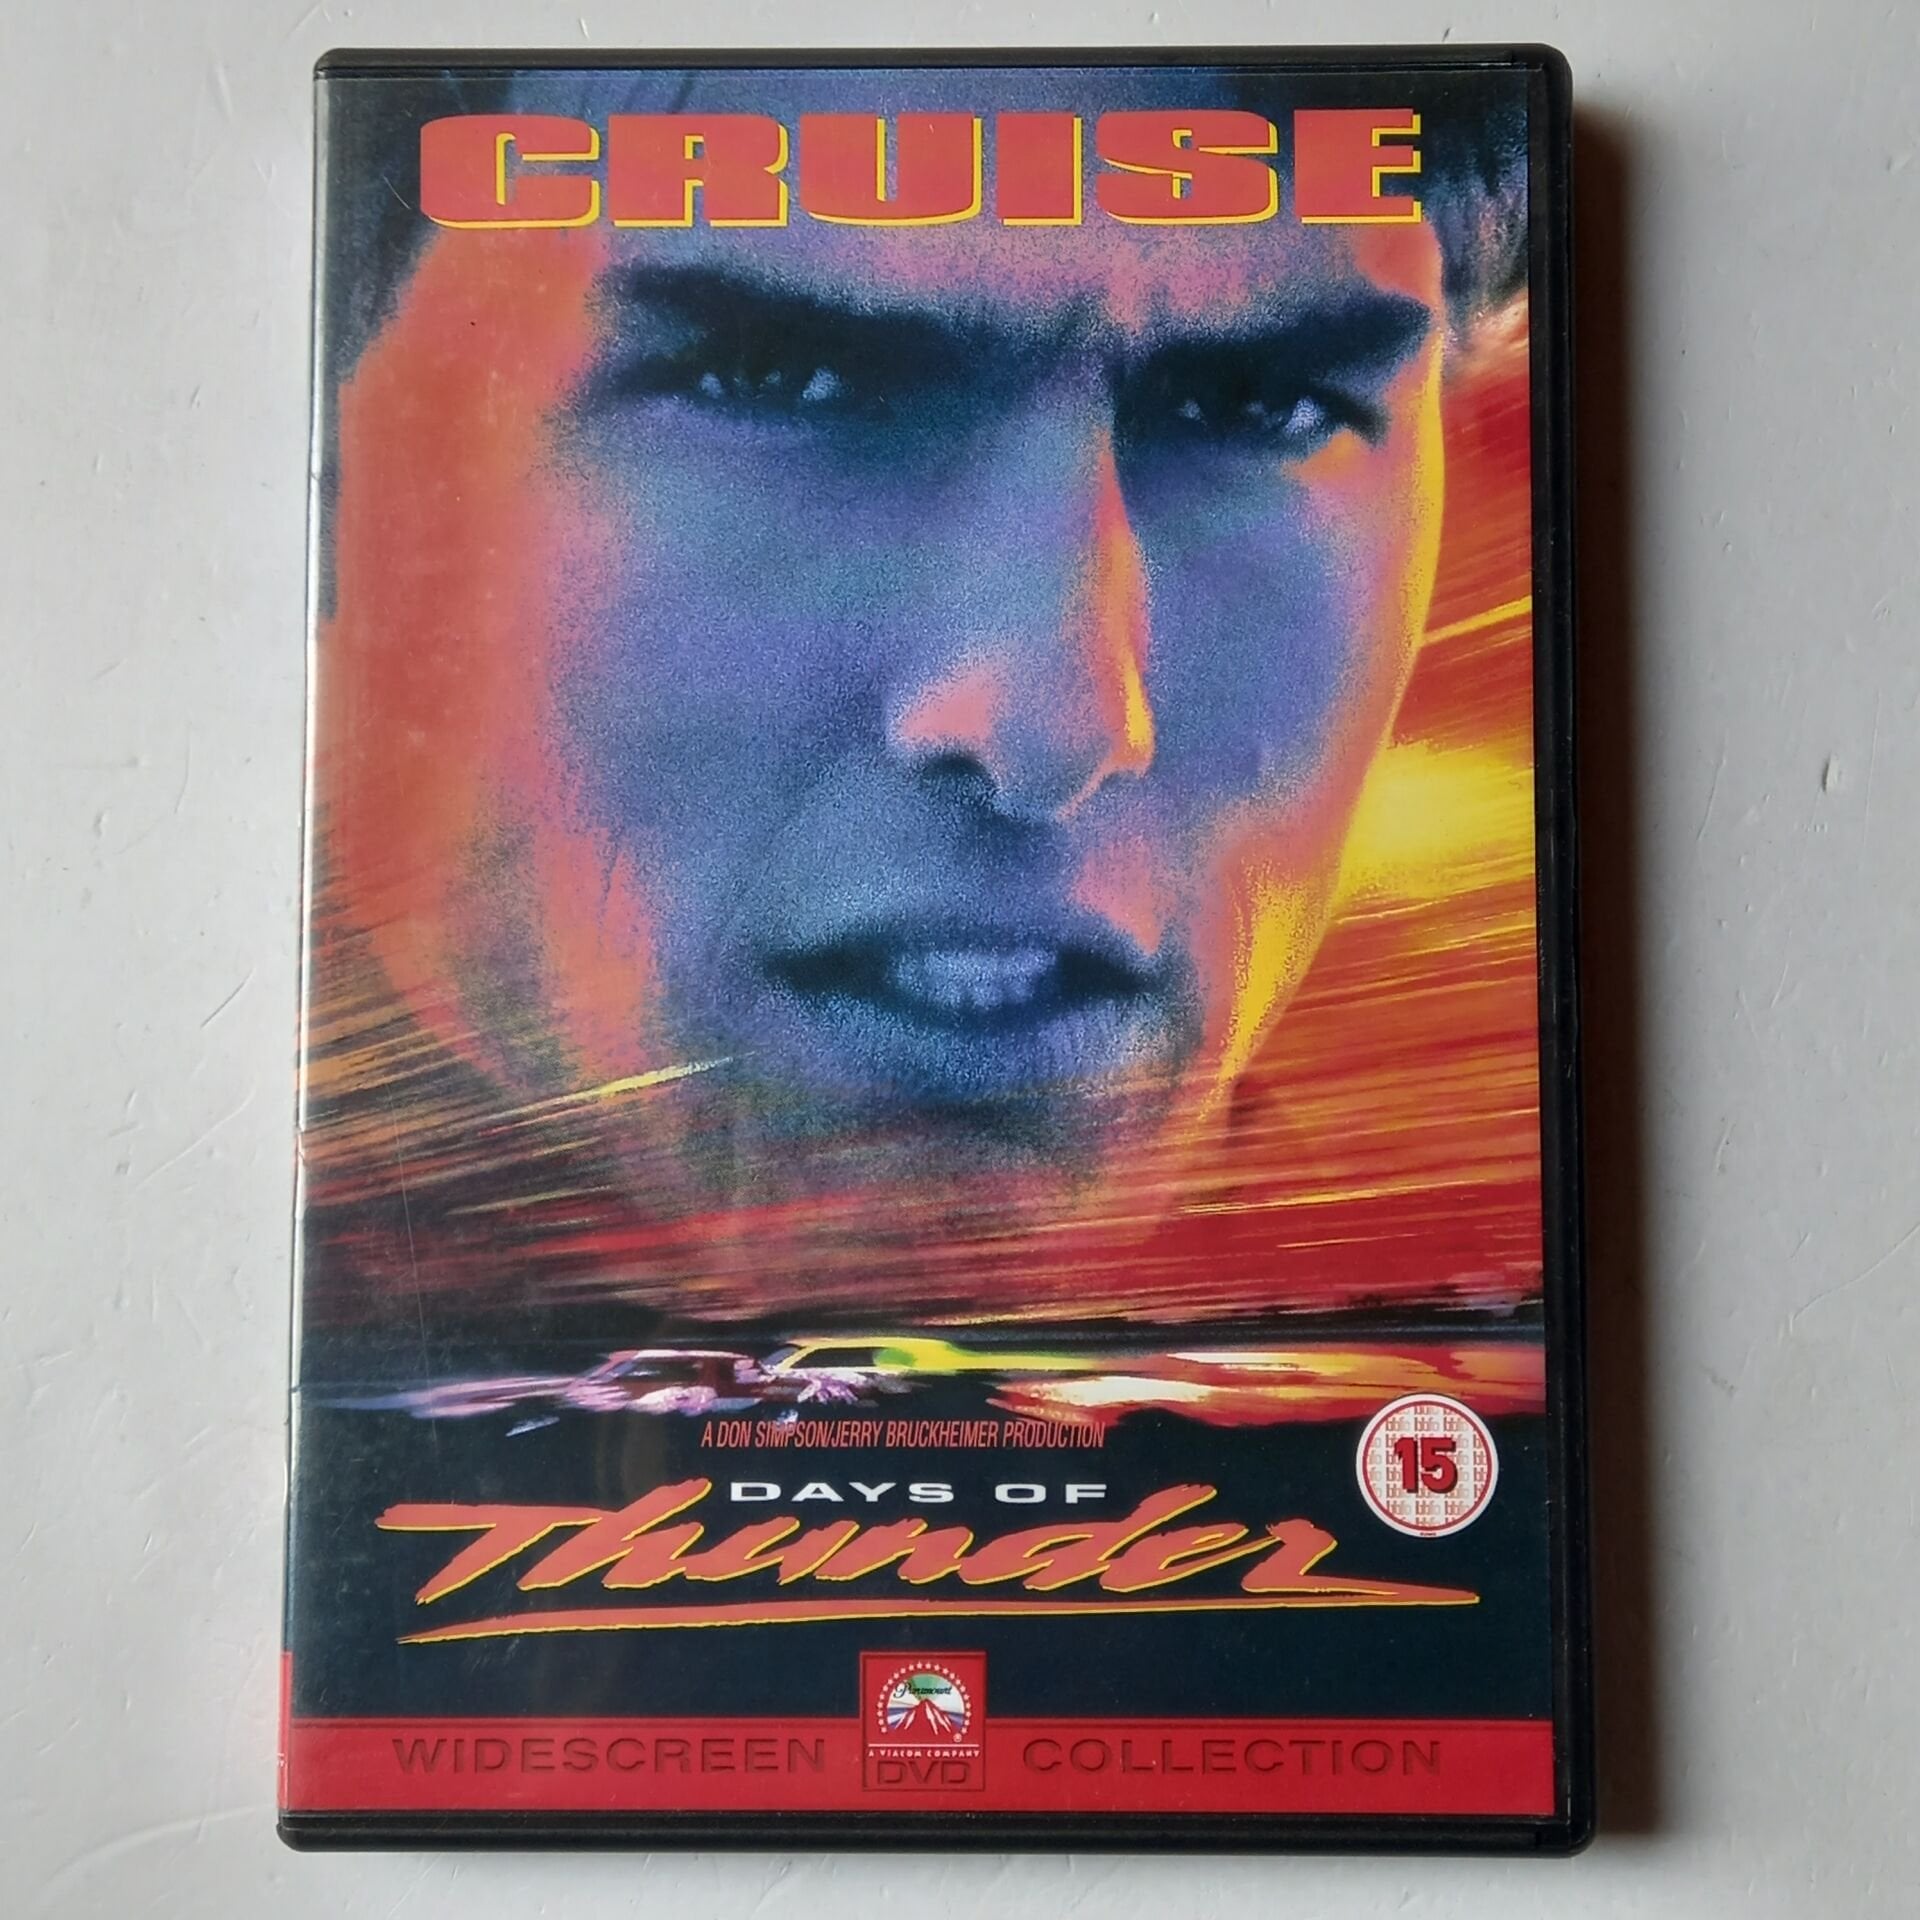 CRUISE
A DON SIMPSON/JERRY BRUCKHEIMER PRODUCTION
DAYS OF
Thunder
15
Paramount
A VIACOM COMPANY
WIDESCREEN DVD COLLECTION